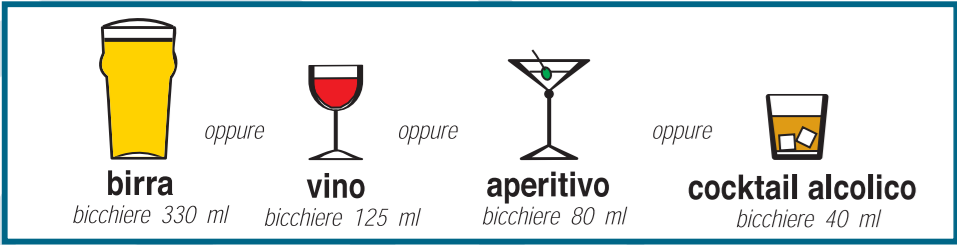 oppure oppure oppure
birra vino aperitivo cocktail alcolico
bicchiere 330 ml bicchiere 125 ml bicchiere 80 ml bicchiere 40 ml